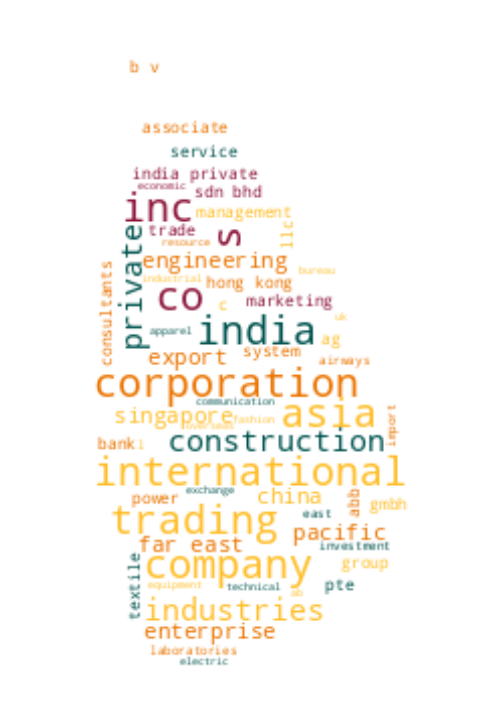 b v
associate
service
india private
economic
sdn bhd
inc
management
private
trade
s
llc
resource
engineering
bureau
consultants
industrial
hong kong
co
c
marketing
uk
apparel
india
ag
export
system
airways
corporation
communication
singapore
overseas
fashion
asia
import
bank
l
construction
international
power
exchange
china
abb
gmbh
trading
east
pacific
far east
investment
company
group
textile
equipment
technical
ab
pte
industries
enterprise
laboratories
electric